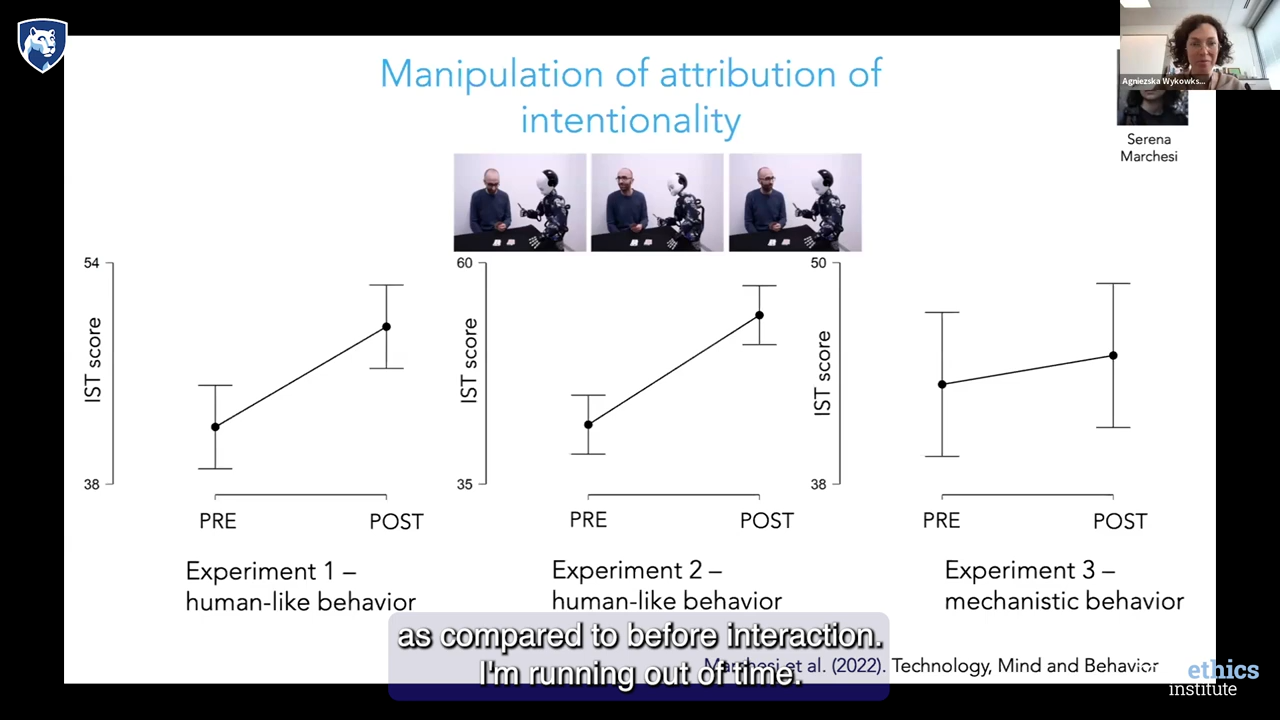 Manipulation of attribution of
intentionality
Agniezska Wykowks...
Serena
Marchesi
54
IST score
38
PRE
POST
Experiment 1 –
human-like behavior
60
IST score
35
PRE
POST
Experiment 2 –
human-like behavior
50
IST score
38
PRE
POST
Experiment 3 –
mechanistic behavior
as compared to before interaction.
I'm running out of time.
Marchesi et al. (2022). Technology, Mind and Behavior
ethics
institute